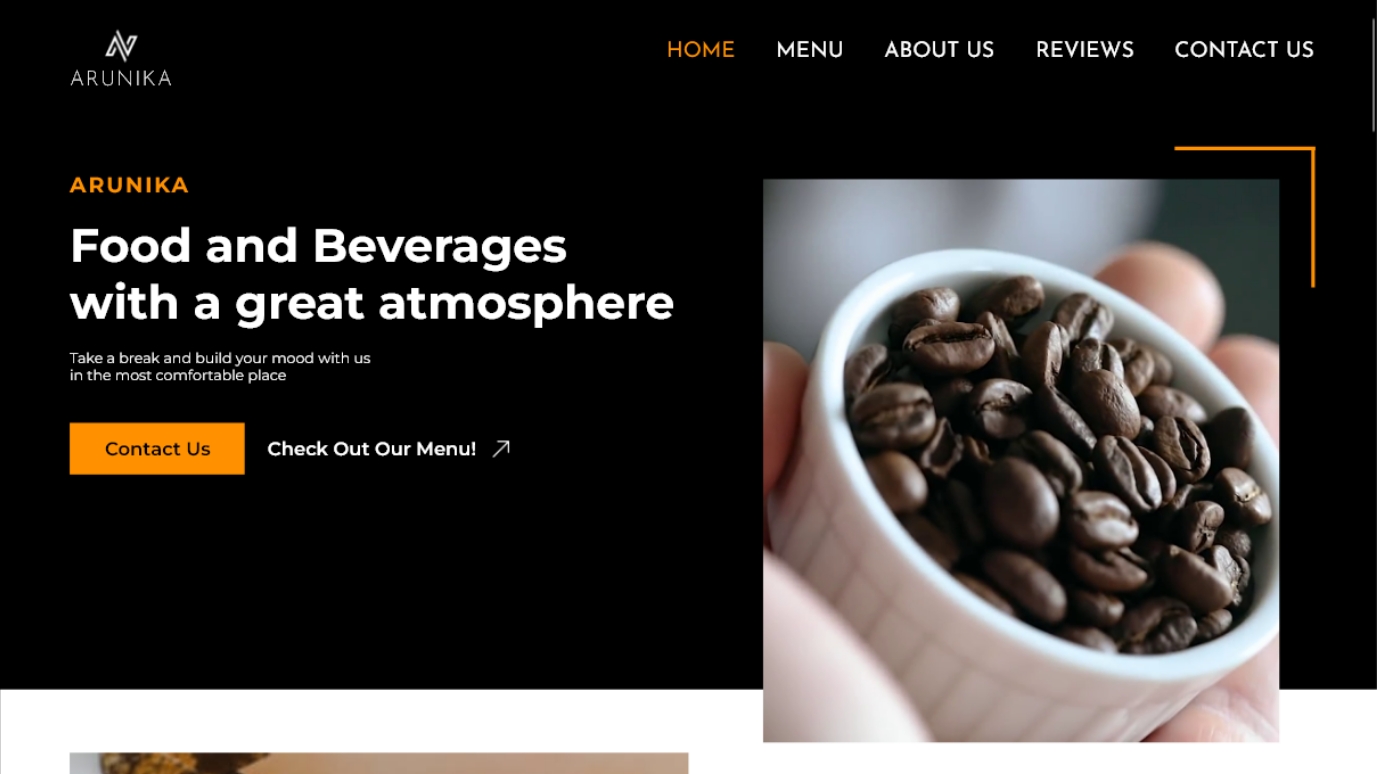 ARUNIKA
HOME MENU ABOUT US REVIEWS CONTACT US
ARUNIKA
Food and Beverages
with a great atmosphere
Take a break and build your mood with us
in the most comfortable place
Contact Us Check Out Our Menu!